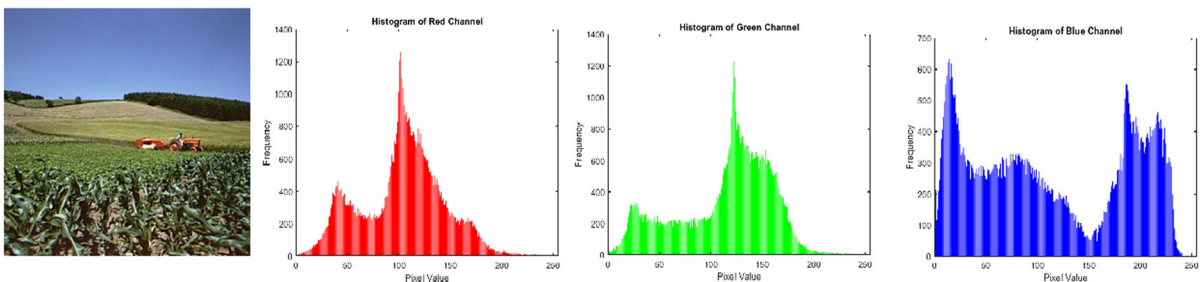 Histogram of Red Channel
1400
1200
1000
800
600
400
200
0
Frequency
0 50 100 150 200 250
Pixel Value
Histogram of Green Channel
1400
1200
1000
800
600
400
200
0
Frequency
0 50 100 150 200 250
Pixel Value
Histogram of Blue Channel
700
600
500
400
300
200
100
0
Frequency
0 50 100 150 200 250
Pixel Value